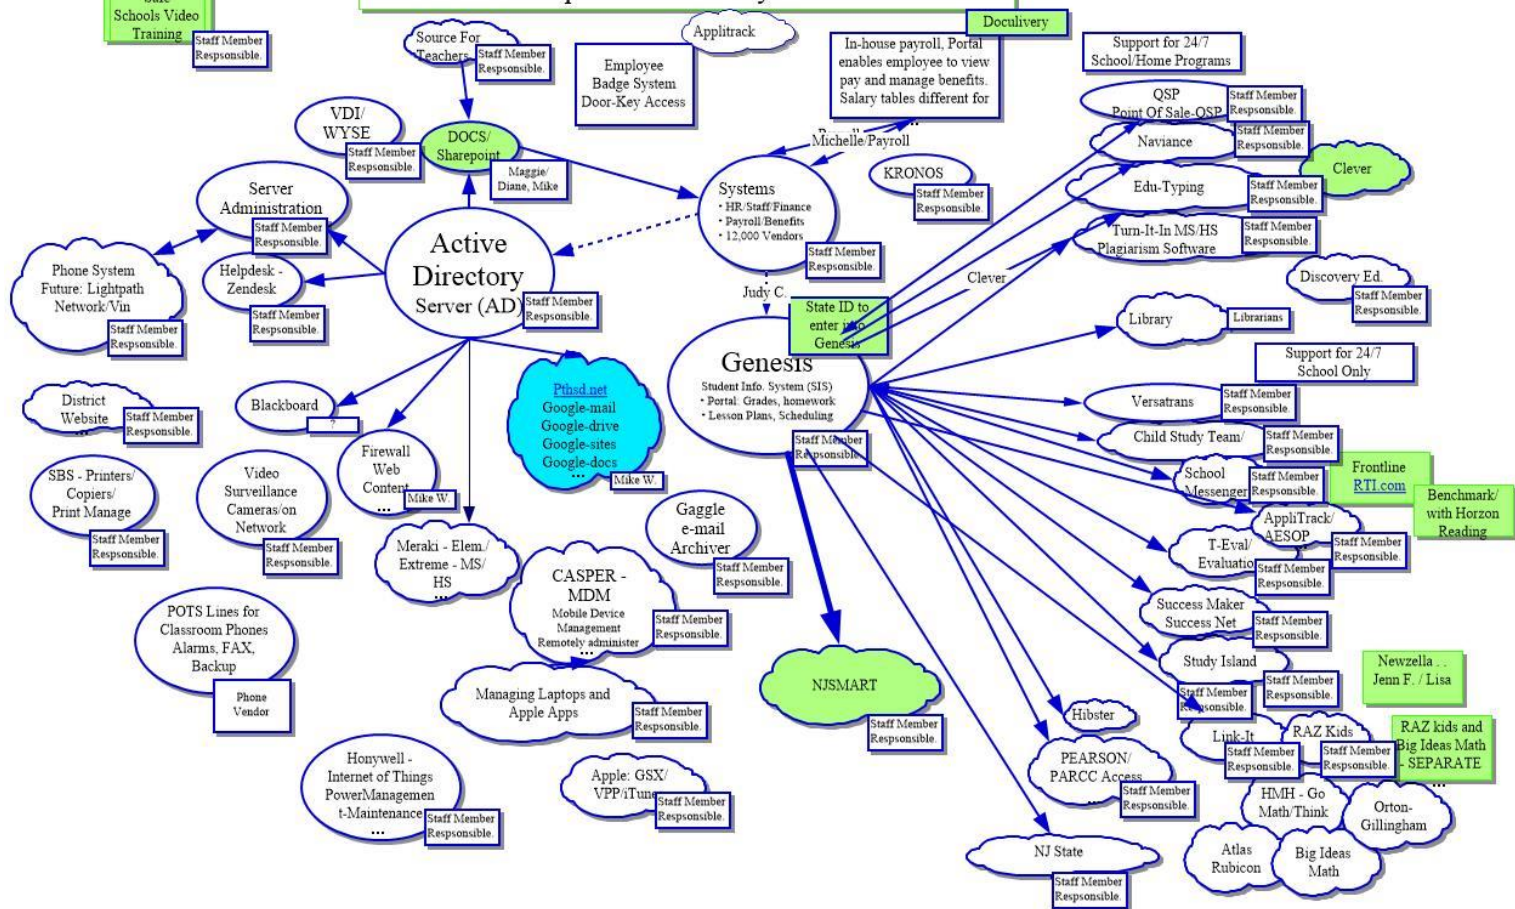 Schools Video
Training
Staff Member
Respsonsible.
Source For
Teachers
Staff Member
Respsonsible.
Applitrack
Employee
Badge System
Door-Key Access
Doculivery
In-house payroll, Portal
enables employee to view
pay and manage benefits.
Salary tables different for
...
Michelle/Payroll
Support for 24/7
School/Home Programs
QSP
Point Of Sale-QSP
Staff Member
Respsonsible.
Naviance
Staff Member
Respsonsible.
Clever
Edu-Typing
Staff Member
Respsonsible.
Turn-It-In MS/HS
Plagiarism Software
Staff Member
Respsonsible.
VDI/
WYSE
Staff Member
Respsonsible.
DOCS/
Sharepoint
Maggie/
Diane, Mike
KRONOS
Staff Member
Respsonsible.
Systems
• HR/Staff/Finance
• Payroll/Benefits
• 12,000 Vendors
Staff Member
Respsonsible.
Server
Administration
Staff Member
Respsonsible.
Active
Directory
Server (AD)
Staff Member
Respsonsible.
Phone System
Future: Lightpath
Network/Vin
Staff Member
Respsonsible.
Helpdesk -
Zendesk
Staff Member
Respsonsible.
Judy C.
Clever
State ID to
enter into
Genesis
Discovery Ed.
Staff Member
Respsonsible.
Library
Librarians
Genesis
Student Info. System (SIS)
• Portal: Grades, homework
• Lesson Plans, Scheduling
Staff Member
Respsonsible.
Support for 24/7
School Only
Pthsd.net
Google-mail
Google-drive
Google-sites
Google-docs
...
Mike W.
District
Website
...
Staff Member
Respsonsible.
Blackboard
?
Versatrans
Staff Member
Respsonsible.
Child Study Team/
Staff Member
Respsonsible.
Firewall
Web
Content
...
Mike W.
SBS - Printers/
Copiers/
Print Manage
Staff Member
Respsonsible.
Video
Surveillance
Cameras/on
Network
Staff Member
Respsonsible.
School
Messenger
Staff Member
Respsonsible.
Frontline
RTI.com
Benchmark/
with Horzon
Reading
AppliTrack/
AESOP
Staff Member
Respsonsible.
Gaggle
e-mail
Archiver
Staff Member
Respsonsible.
T-Eval/
Evaluatio
Staff Member
Respsonsible.
Meraki - Elem./
Extreme - MS/
HS
...
CASPER -
MDM
Mobile Device
Management
Remotely administer
...
Staff Member
Respsonsible.
POTS Lines for
Classroom Phones
Alarms, FAX,
Backup
Phone
Vendor
Success Maker
Success Net
Staff Member
Respsonsible.
Study Island
Staff Member
Respsonsible.
Newzella . .
Jenn F. / Lisa
NJSMART
Staff Member
Respsonsible.
Managing Laptops and
Apple Apps
Staff Member
Respsonsible.
Staff Member
Respsonsible.
Link-It
Staff Member
Respsonsible.
RAZ Kids
Staff Member
Respsonsible.
RAZ kids and
Big Ideas Math
- SEPARATE
...
Hibster
PEARSON/
PARCC Access
...
Staff Member
Respsonsible.
Honywell -
Internet of Things
PowerManagemen
t-Maintenance
...
Staff Member
Respsonsible.
Apple: GSX/
VPP/iTune
Staff Member
Respsonsible.
HMH - Go
Math/Think
Orton-
Gillingham
NJ State
Staff Member
Respsonsible.
Atlas
Rubicon
Big Ideas
Math